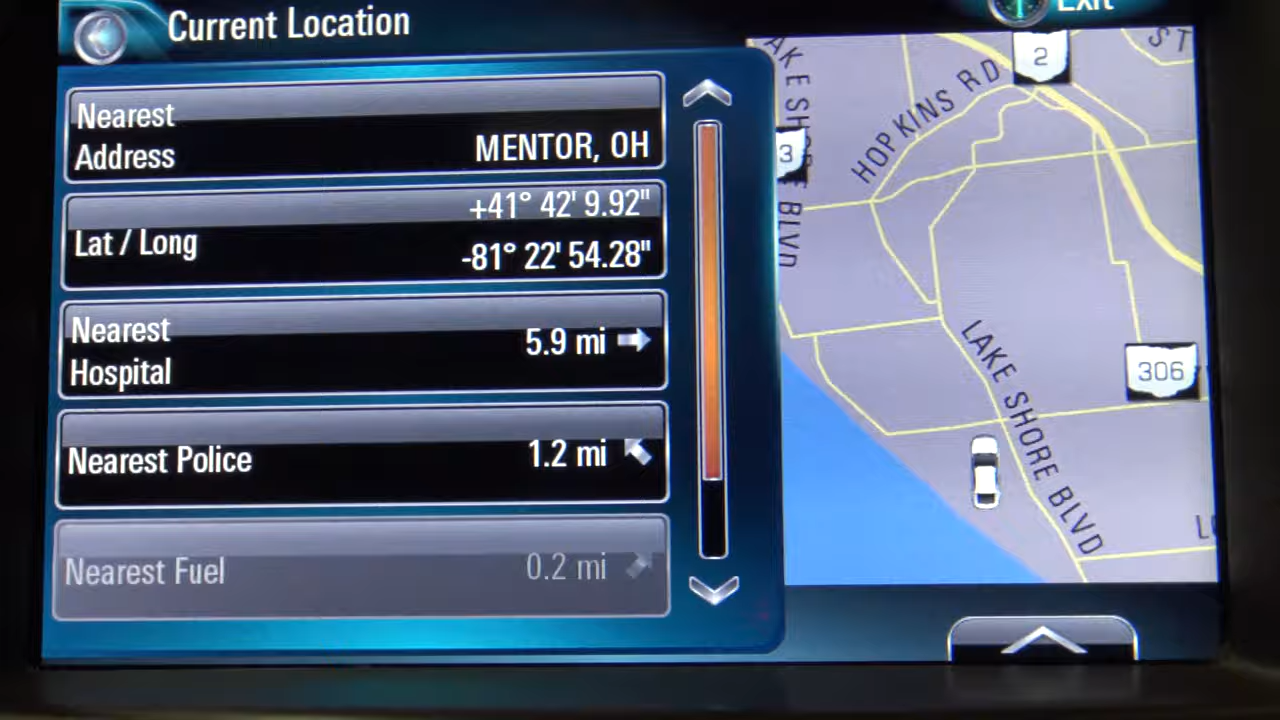 Current Location
Exit
Nearest
Address
MENTOR, OH
Lat / Long
+41° 42' 9.92"
-81° 22' 54.28"
Nearest
Hospital
5.9 mi
Nearest Police
1.2 mi
Nearest Fuel
0.2 mi
AKE SHORE BLVD
3
HOPKINS RD
2
ST
306
LAKE SHORE BLVD